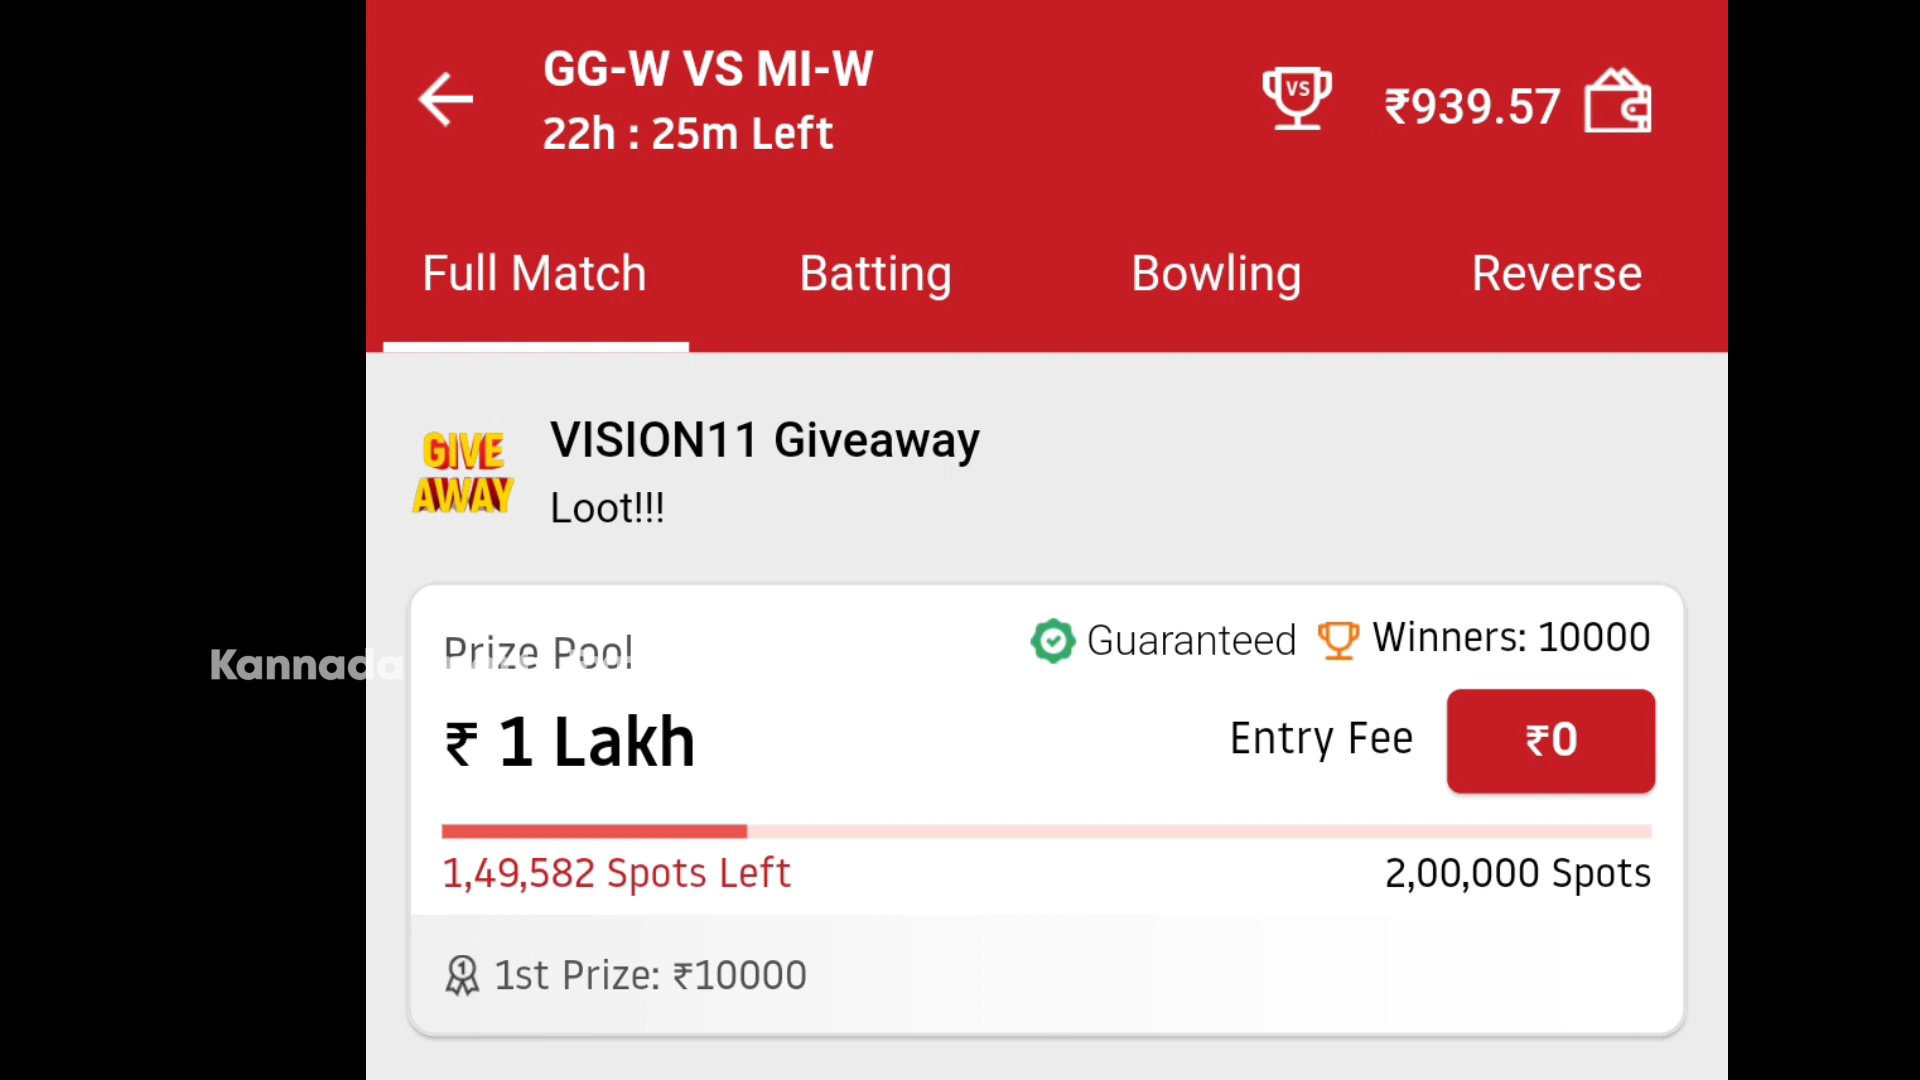 GG-W VS MI-W
22h : 25m Left
VS
₹939.57
Full Match
Batting
Bowling
Reverse
GIVE
AWAY
VISION11 Giveaway
Loot!!!
Prize Pool
Guaranteed
Winners: 10000
Kannada
₹ 1 Lakh
Entry Fee
₹0
1,49,582 Spots Left
2,00,000 Spots
1
1st Prize: ₹10000